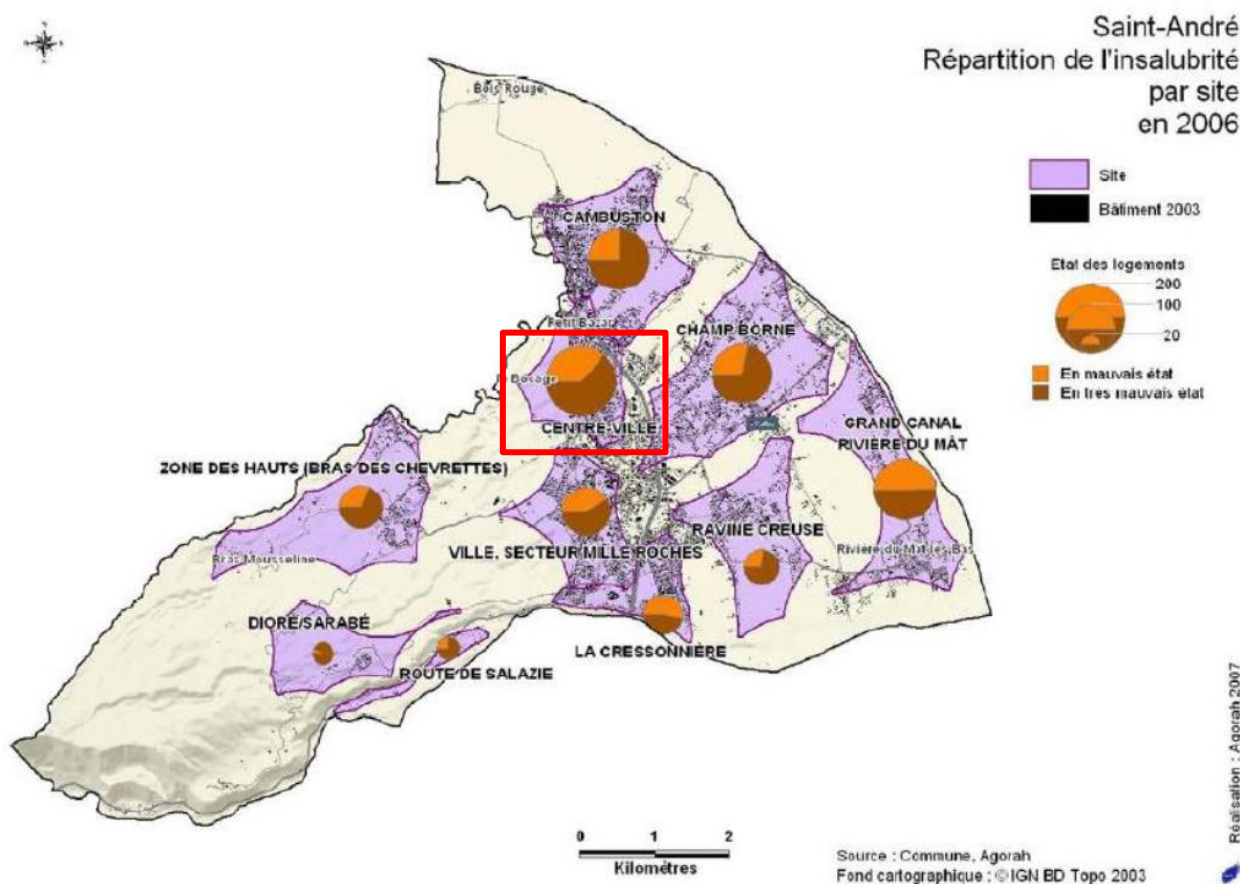 Saint-André
Répartition de l'insalubrité
par site
en 2006
Site
Bâtiment 2003
Etat des logements
200
100
20
En mauvais état
En très mauvais état
Bois Rouge
CAMBUSTON
Petit Bazar
CHAMP BORNE
Dosage
CENTRE-VILLE
GRAND CANAL
RIVIÈRE DU MÂT
ZONE DES HAUTS (BRAS DES CHEVRETTES)
RAVINE CREUSE
VILLE, SECTEUR MILLE ROCHES
Rivière du Mat les Bas
Bras Mousseline
DIORE/SARABÉ
LA CRESSONNIÈRE
ROUTE DE SALAZIE
0 1 2
Kilomètres
Source : Commune, Agorah
Fond cartographique : ©IGN BD Topo 2003
Réalisation : Agorah 2007